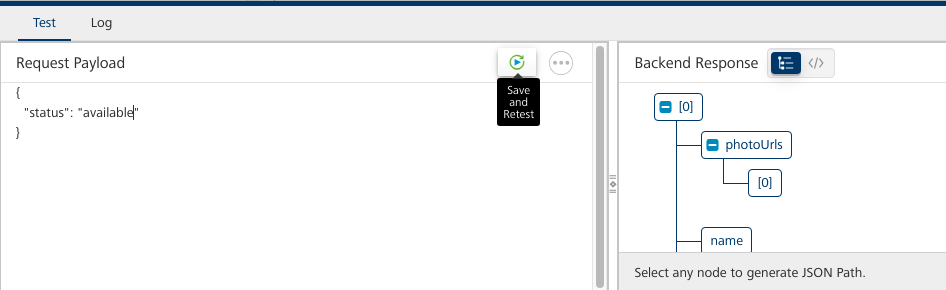 Test
Log
Request Payload
Save
and
Retest
{
"status": "available"
}
Backend Response
</>
[0]
photoUrls
[0]
name
Select any node to generate JSON Path.